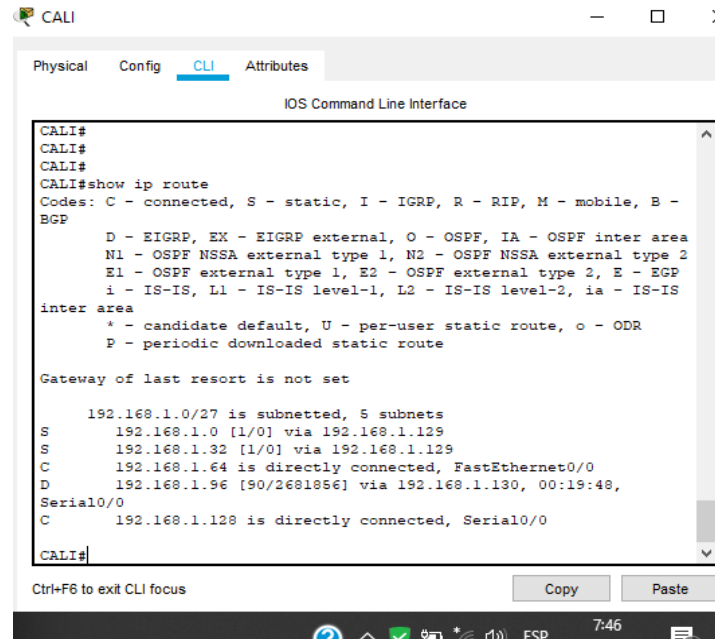 CALI
Physical Config CLI Attributes
IOS Command Line Interface
CALI#
CALI#
CALI#
CALI#show ip route
Codes: C - connected, S - static, I - IGRP, R - RIP, M - mobile, B -
BGP
D - EIGRP, EX - EIGRP external, O - OSPF, IA - OSPF inter area
N1 - OSPF NSSA external type 1, N2 - OSPF NSSA external type 2
E1 - OSPF external type 1, E2 - OSPF external type 2, E - EGP
i - IS-IS, L1 - IS-IS level-1, L2 - IS-IS level-2, ia - IS-IS
inter area
* - candidate default, U - per-user static route, o - ODR
P - periodic downloaded static route
Gateway of last resort is not set
192.168.1.0/27 is subnetted, 5 subnets
S 192.168.1.0 [1/0] via 192.168.1.129
S 192.168.1.32 [1/0] via 192.168.1.129
C 192.168.1.64 is directly connected, FastEthernet0/0
D 192.168.1.96 [90/2681856] via 192.168.1.130, 00:19:48,
Serial0/0
C 192.168.1.128 is directly connected, Serial0/0
CALI#
Ctrl+F6 to exit CLI focus
Copy Paste
ESP 7:46